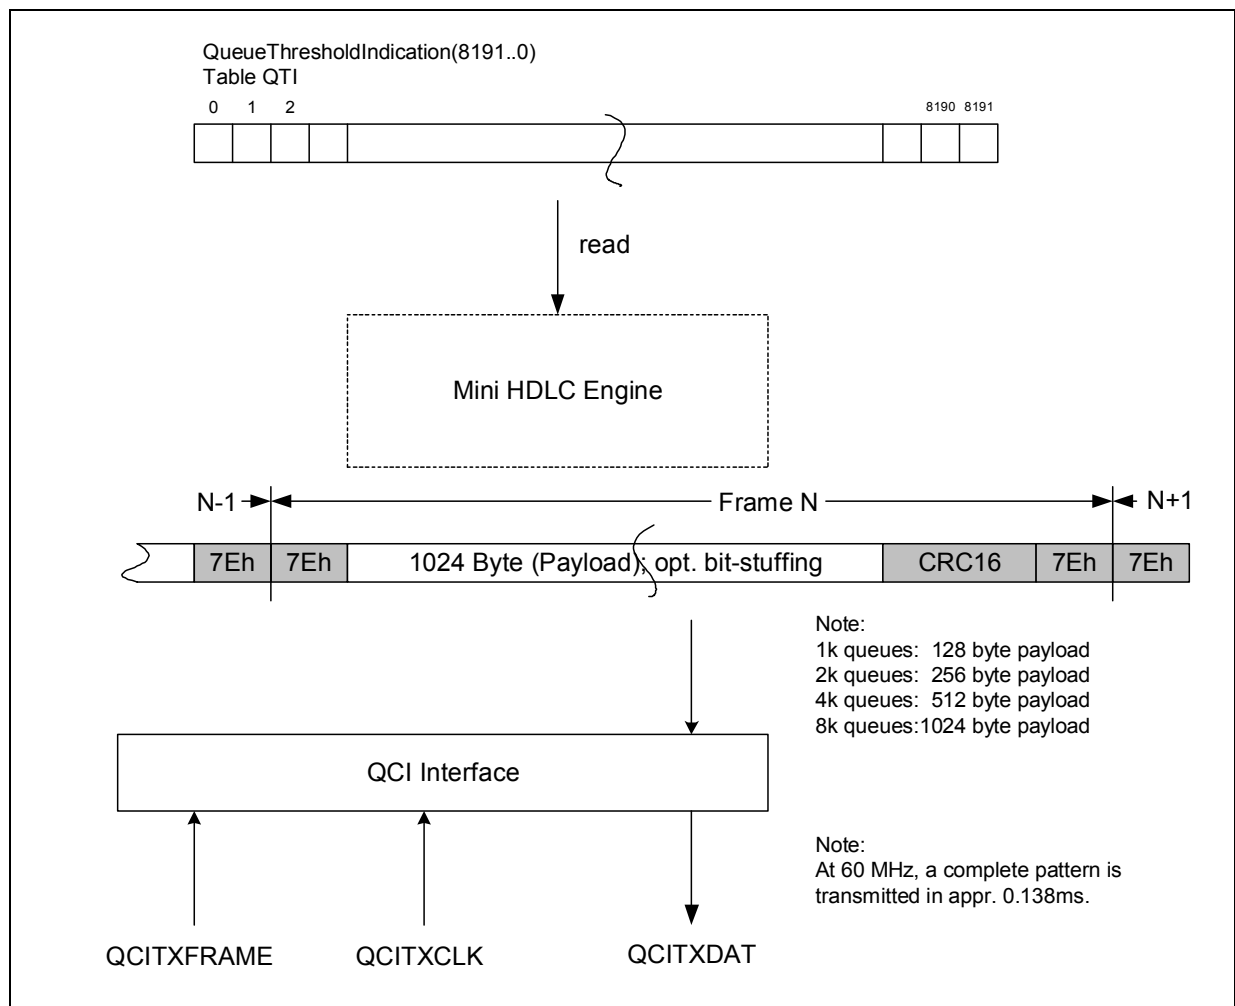 QueueThresholdIndication(8191..0)
Table QTI
0 1 2 8190 8191
read
Mini HDLC Engine
N-1 Frame N N+1
7Eh 7Eh 1024 Byte (Payload); opt. bit-stuffing CRC16 7Eh 7Eh
Note:
1k queues: 128 byte payload
2k queues: 256 byte payload
4k queues: 512 byte payload
8k queues:1024 byte payload
QCI Interface
Note:
At 60 MHz, a complete pattern is
transmitted in appr. 0.138ms.
QCITXFRAME QCITXCLK QCITXDAT